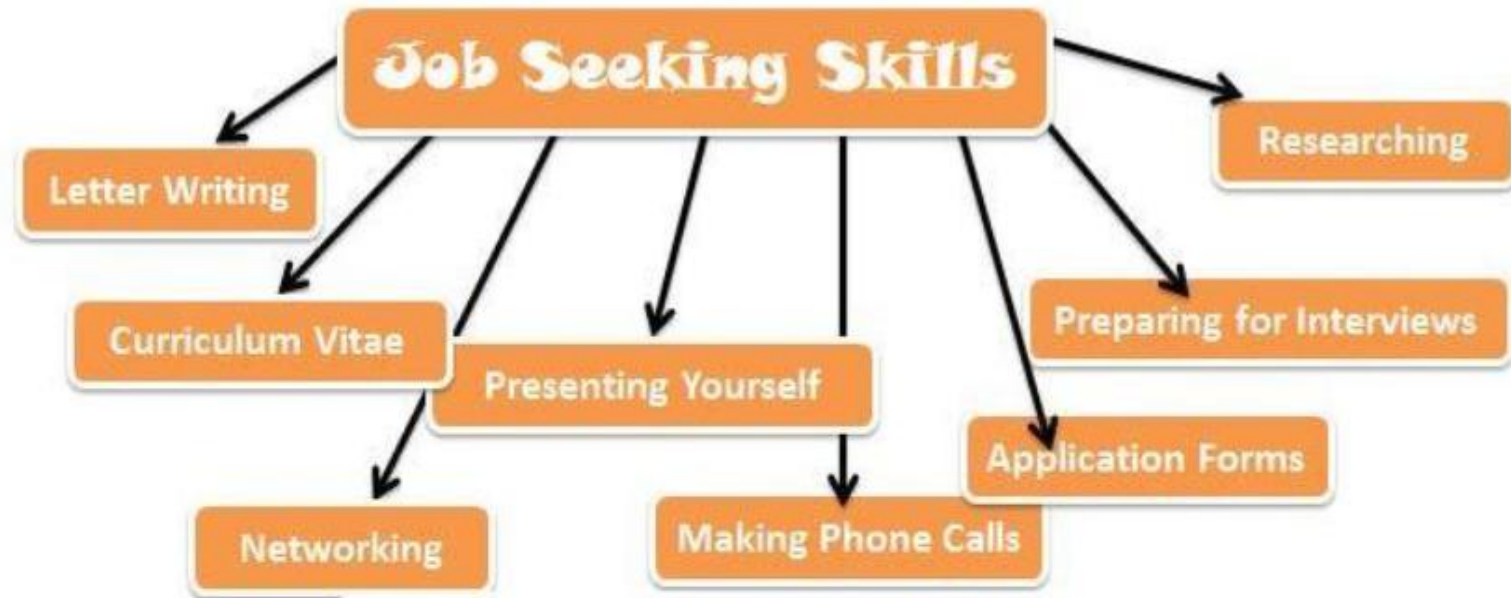 Job Seeking Skills
Researching
Letter Writing
Preparing for Interviews
Curriculum Vitae
Presenting Yourself
Application Forms
Networking
Making Phone Calls